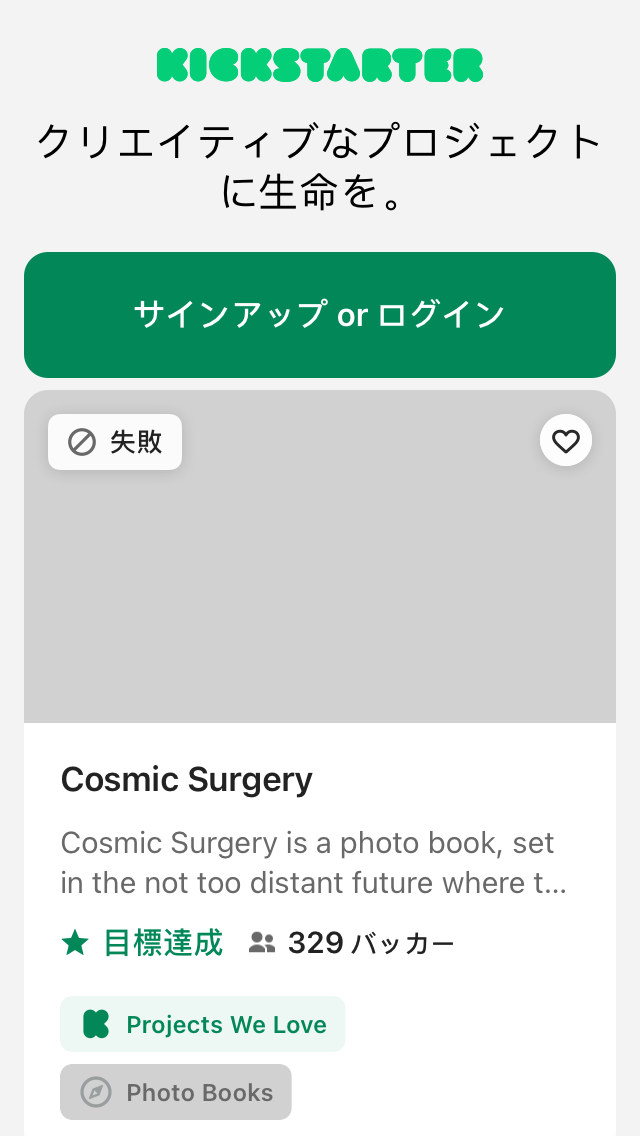 KICKSTARTER
クリエイティブなプロジェクト
に生命を。
サインアップ or ログイン
失敗
Cosmic Surgery
Cosmic Surgery is a photo book, set
in the not too distant future where t...
目標達成 329 バッカー
Projects We Love
Photo Books